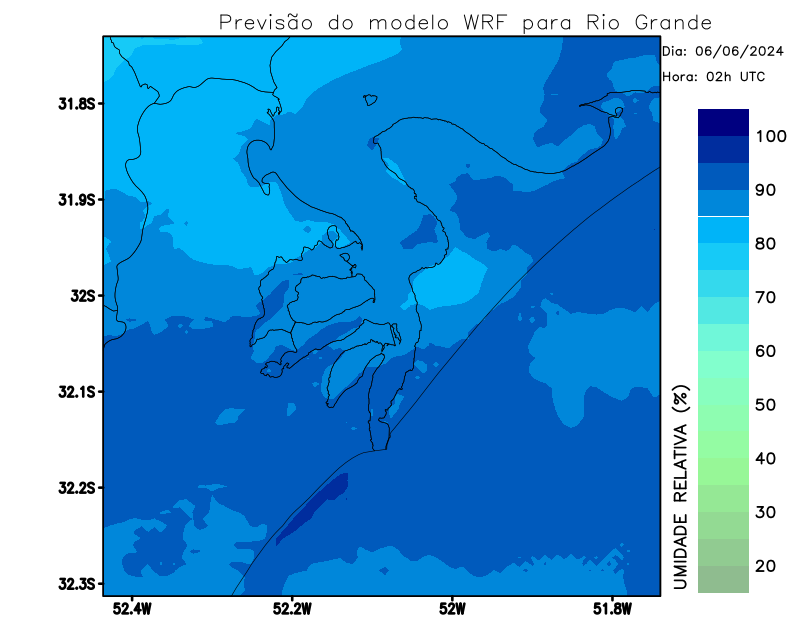 Previsão do modelo WRF para Rio Grande
Dia: 06/06/2024
Hora: 02h UTC
31.8S
31.9S
32S
32.1S
32.2S
32.3S
52.4W
52.2W
52W
51.8W
100
90
80
70
60
50
40
30
20
UMIDADE RELATIVA (%)